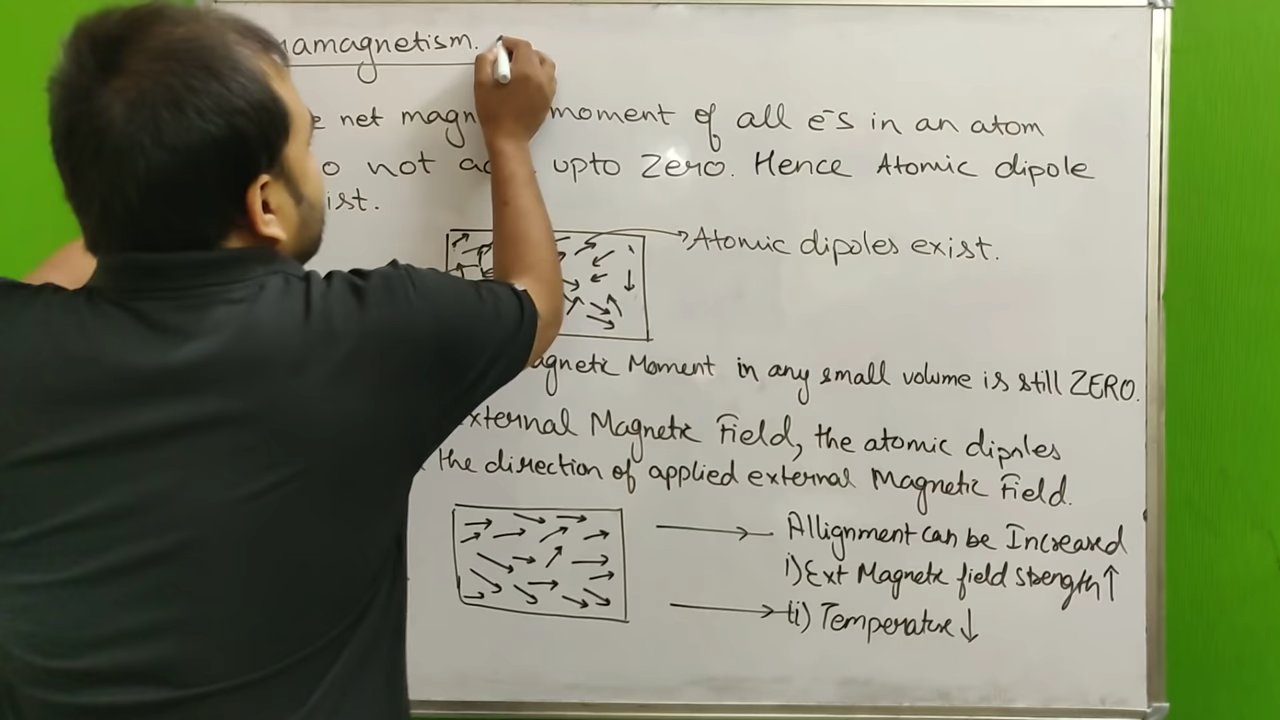 amagnetism.
net magn moment of all e⁻s in an atom
not upto Zero. Hence Atomic dipole
ist.
Atomic dipoles exist.
agnetic Moment in any small volume is still ZERO.
xternal Magnetic Field, the atomic dipoles
the direction of applied external Magnetic Field.
Allignment can be Increased
i) Ext Magnetic field strength ↑
ii) Temperature ↓